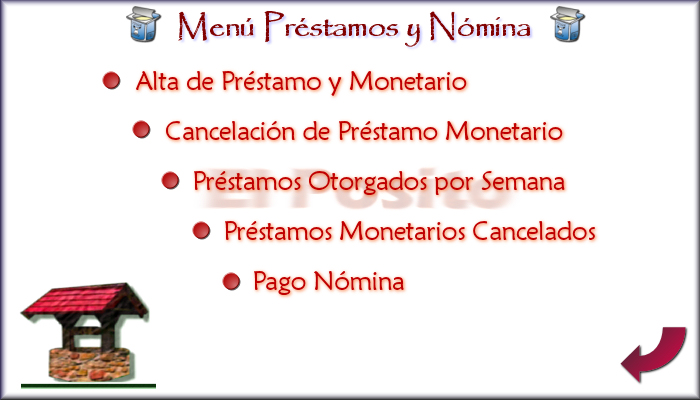 Menú Préstamos y Nómina
Alta de Préstamo y Monetario
Cancelación de Préstamo Monetario
El Posito
Préstamos Otorgados por Semana
Préstamos Monetarios Cancelados
Pago Nómina